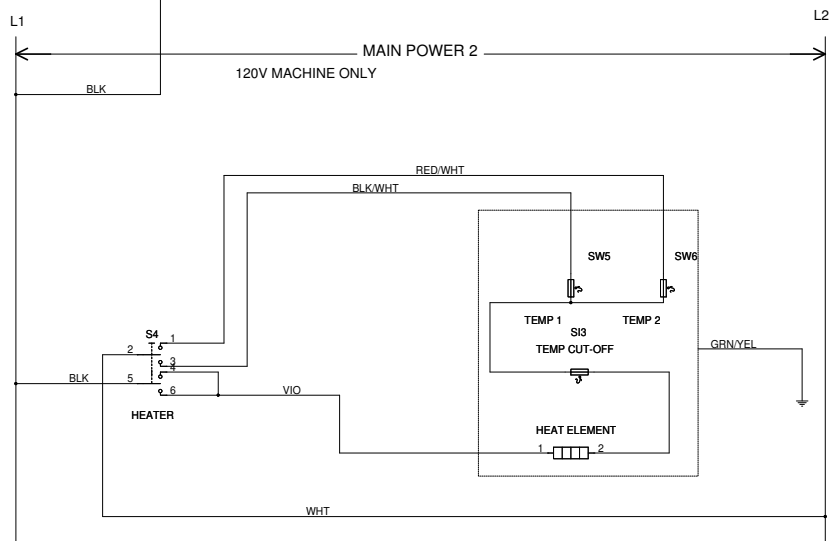 L1
L2
MAIN POWER 2
120V MACHINE ONLY
BLK
RED/WHT
BLK/WHT
SW5
SW6
TEMP 1
TEMP 2
SI3
TEMP CUT-OFF
GRN/YEL
S4
1
2
3
4
BLK
5
6
VIO
HEATER
HEAT ELEMENT
1
2
WHT